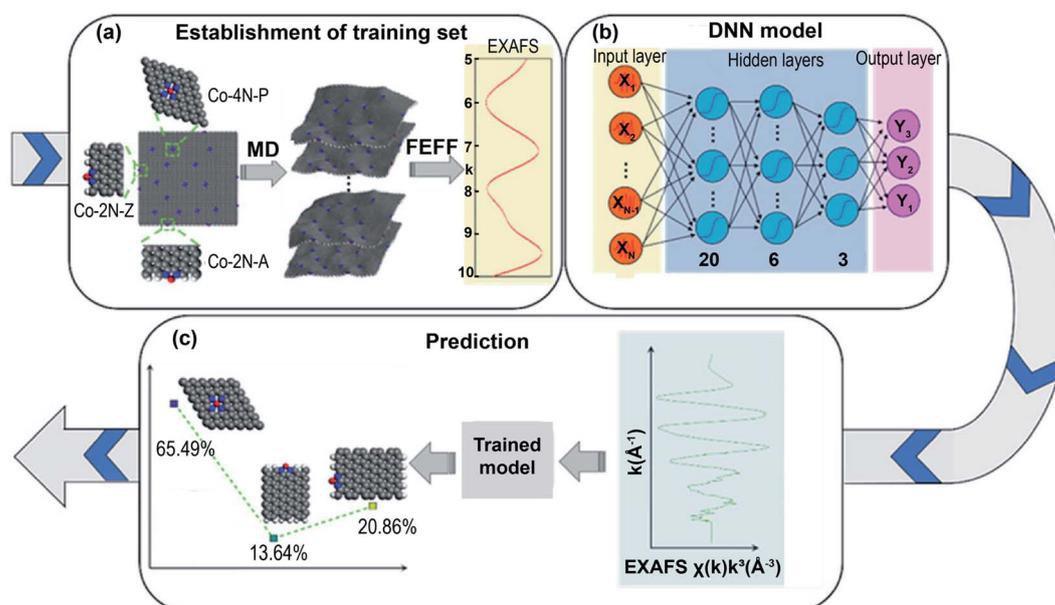 (a) Establishment of training set
EXAFS
5
6
7
k
8
9
10
Co-4N-P
MD
FEFF
Co-2N-Z
Co-2N-A
(b) DNN model
Input layer
Hidden layers
Output layer
X1
X2
XN-1
XN
Y3
Y2
Y1
20 6 3
(c) Prediction
65.49%
13.64%
20.86%
Trained
model
k(Å-1)
EXAFS χ(k)k³(Å-3)